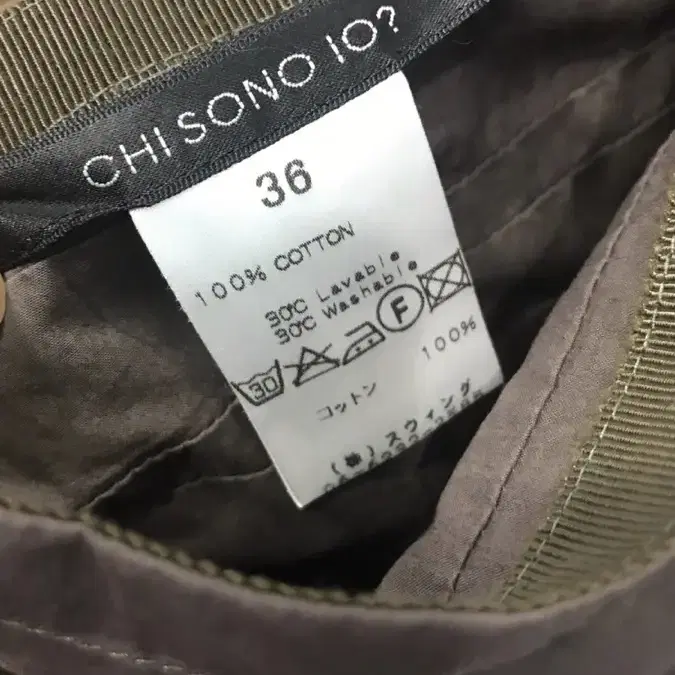 CHI SONO IO?
36
100% COTTON
30°C Lavable
30°C Washable
30 F
コットン 100%
(株)スウィング